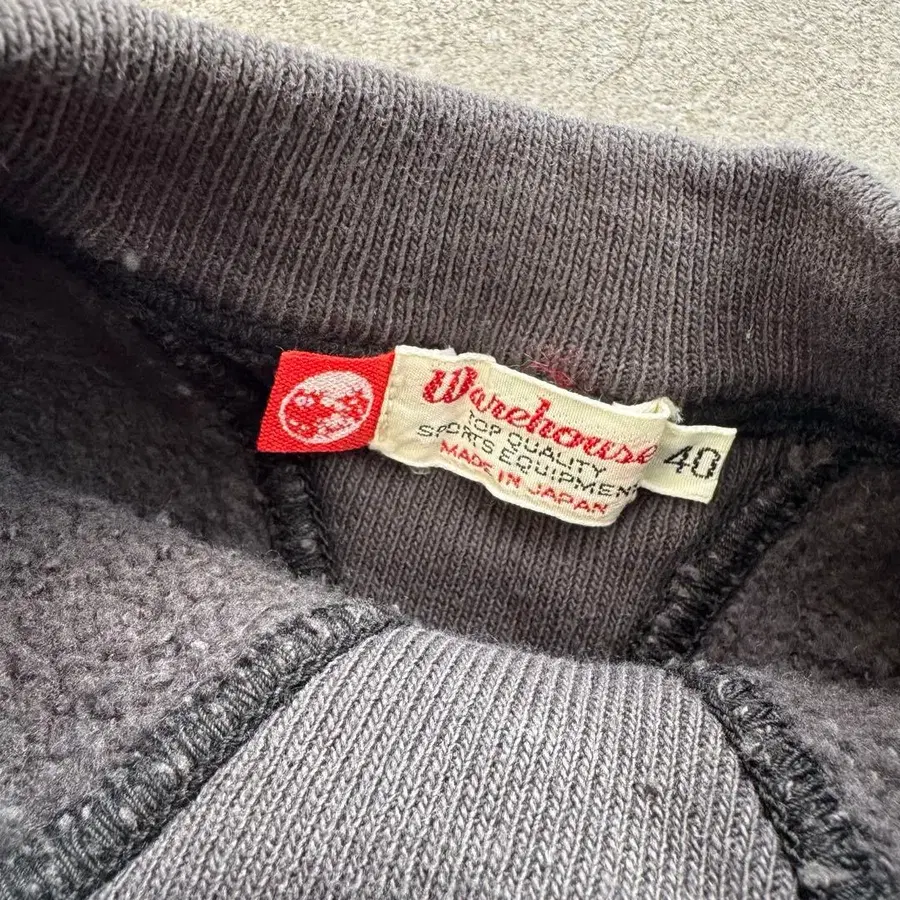 Warehouse
TOP QUALITY
SPORTS EQUIPMENT
MADE IN JAPAN
40